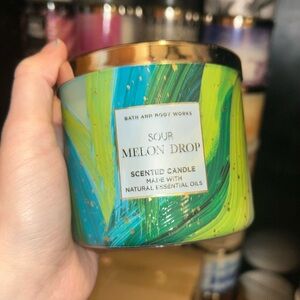 BATH AND BODY WORKS
SOUR
MELON DROP
SCENTED CANDLE
MADE WITH
NATURAL ESSENTIAL OILS